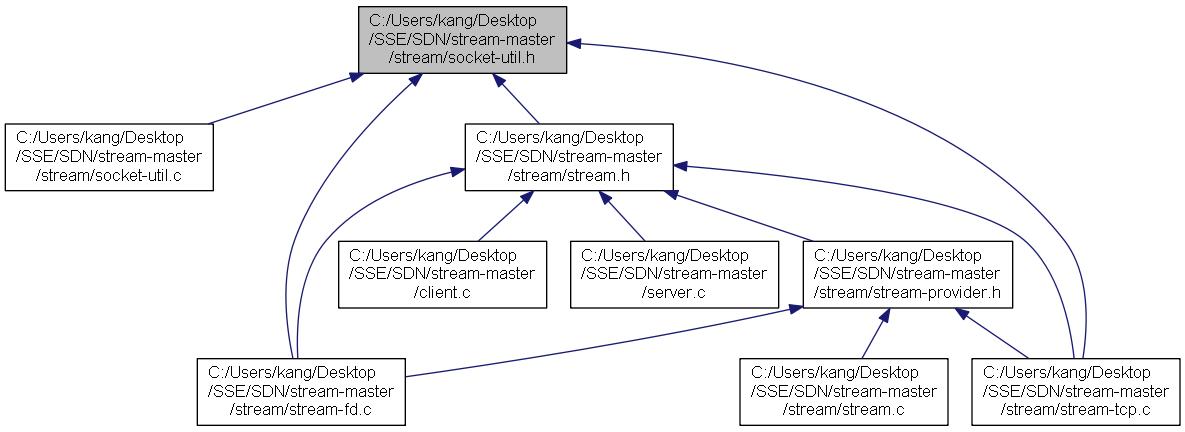 C:/Users/kang/Desktop
/SSE/SDN/stream-master
/stream/socket-util.h
C:/Users/kang/Desktop
/SSE/SDN/stream-master
/stream/socket-util.c
C:/Users/kang/Desktop
/SSE/SDN/stream-master
/stream/stream.h
C:/Users/kang/Desktop
/SSE/SDN/stream-master
/client.c
C:/Users/kang/Desktop
/SSE/SDN/stream-master
/server.c
C:/Users/kang/Desktop
/SSE/SDN/stream-master
/stream/stream-provider.h
C:/Users/kang/Desktop
/SSE/SDN/stream-master
/stream/stream-fd.c
C:/Users/kang/Desktop
/SSE/SDN/stream-master
/stream/stream.c
C:/Users/kang/Desktop
/SSE/SDN/stream-master
/stream/stream-tcp.c